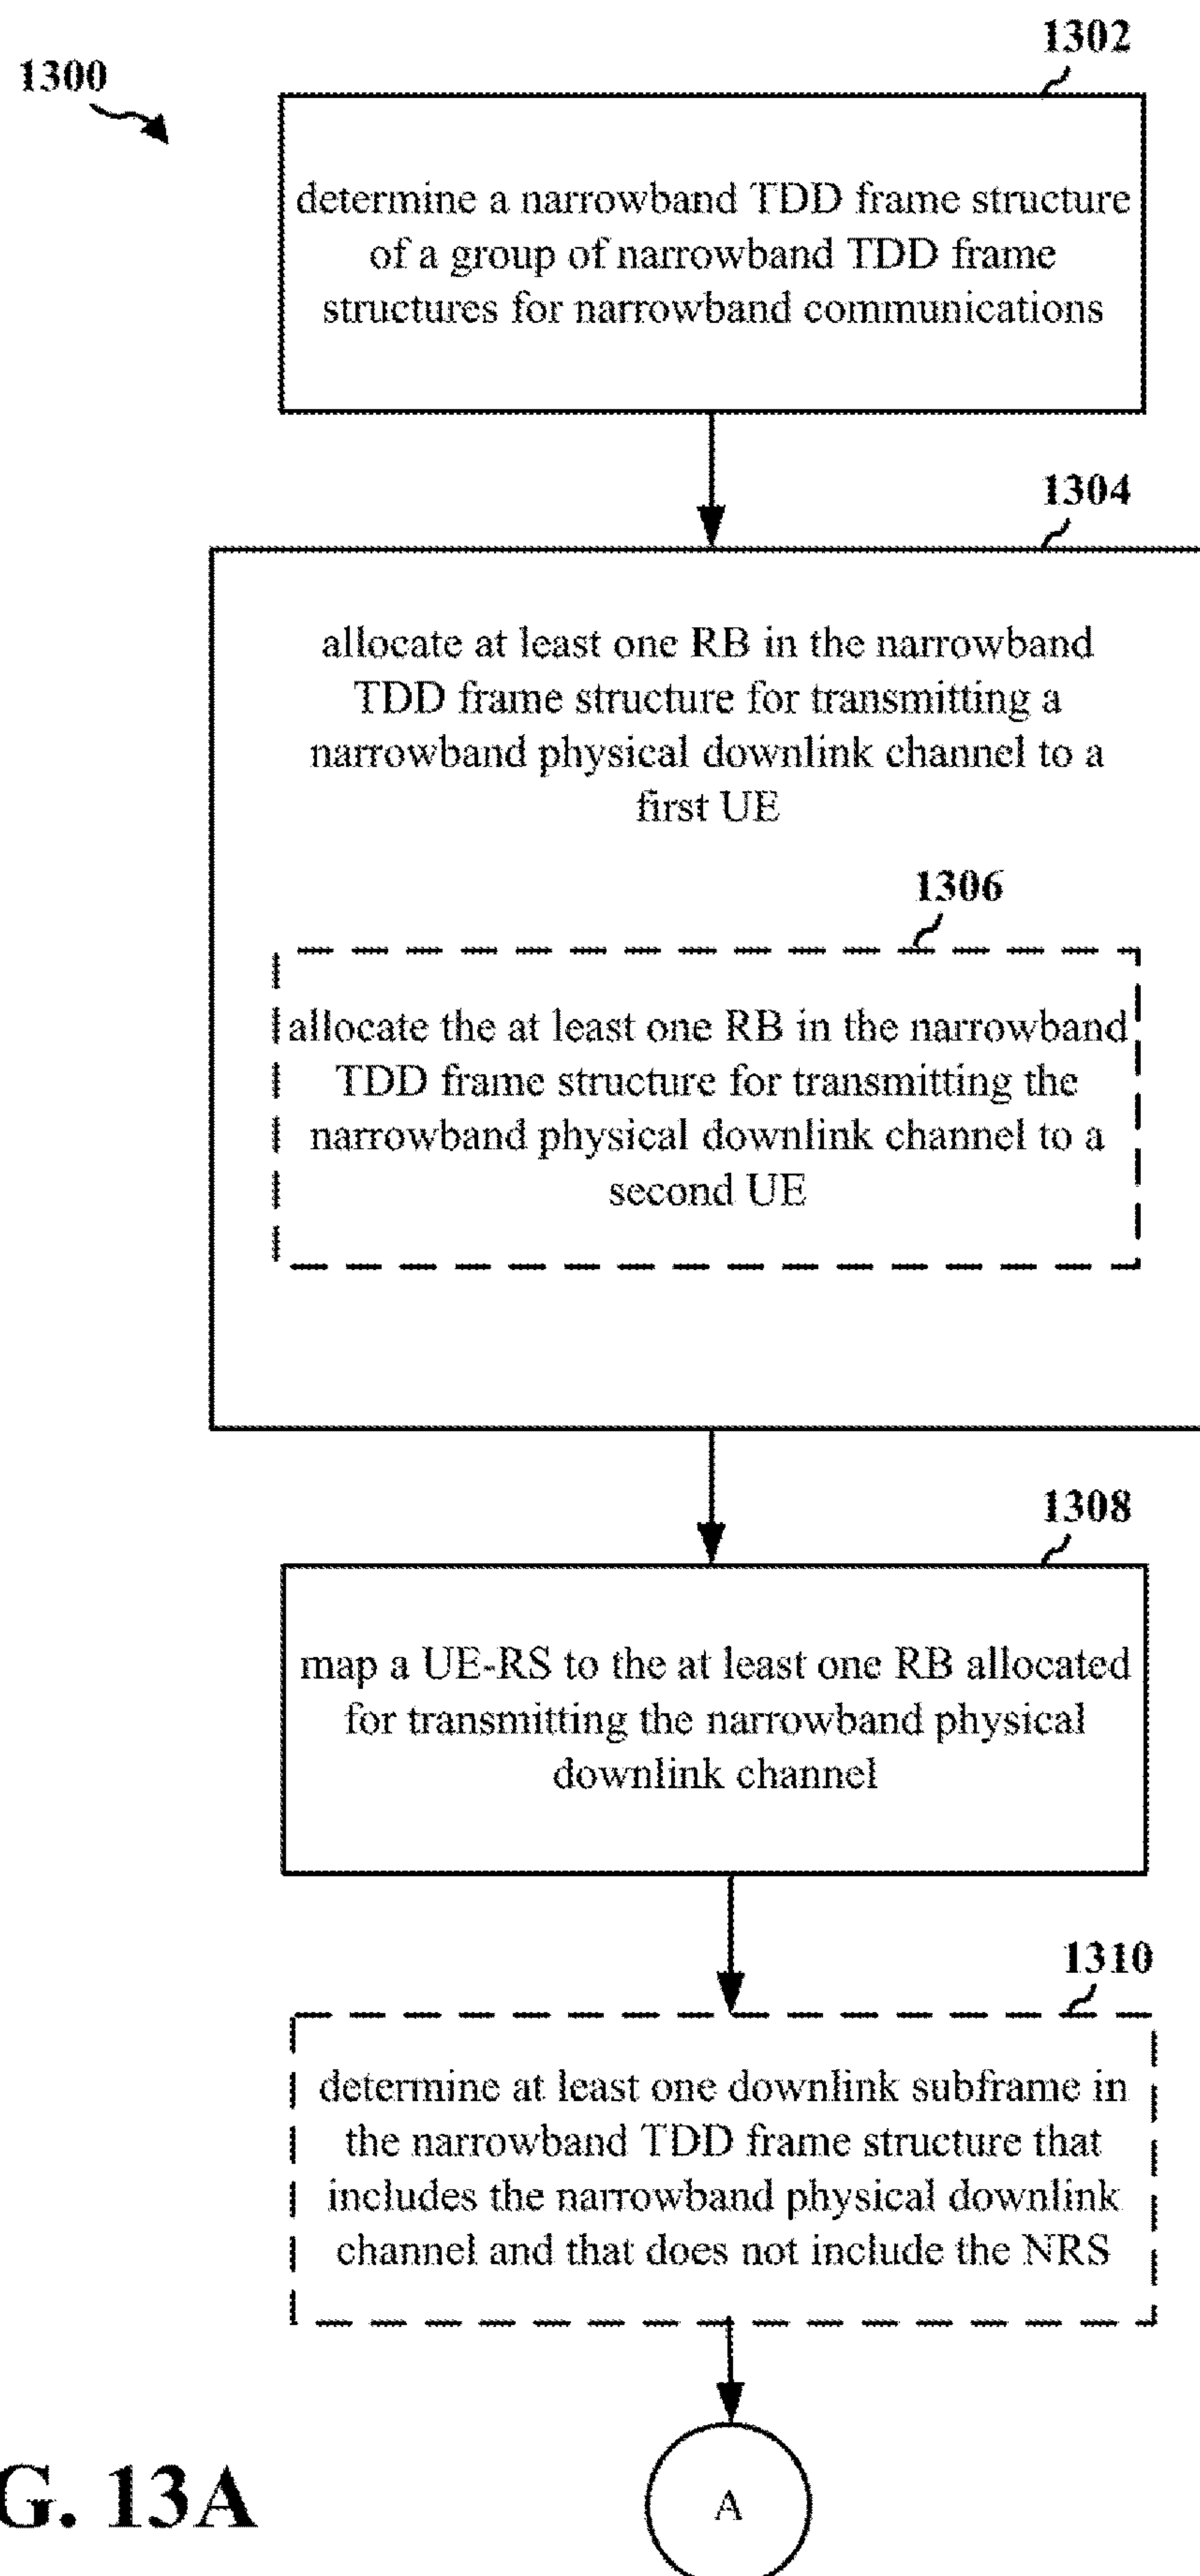 1302
1300
determine a narrowband TDD frame structure
of a group of narrowband TDD frame
structures for narrowband communications
1304
allocate at least one RB in the narrowband
TDD frame structure for transmitting a
narrowband physical downlink channel to a
first UE
1306
allocate the at least one RB in the narrowband
TDD frame structure for transmitting the
narrowband physical downlink channel to a
second UE
1308
map a UE-RS to the at least one RB allocated
for transmitting the narrowband physical
downlink channel
1310
determine at least one downlink subframe in
the narrowband TDD frame structure that
includes the narrowband physical downlink
channel and that does not include the NRS
A
G. 13A